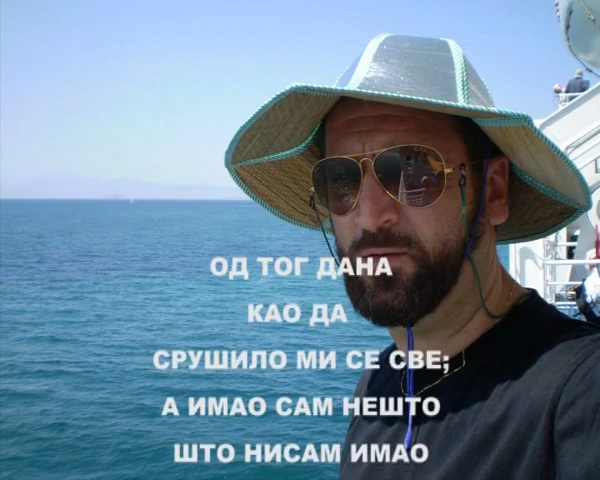 ОД ТОГ ДАНА
КАО ДА
СРУШИЛО МИ СЕ СВЕ;
А ИМАО САМ НЕШТО
ШТО НИСАМ ИМАО